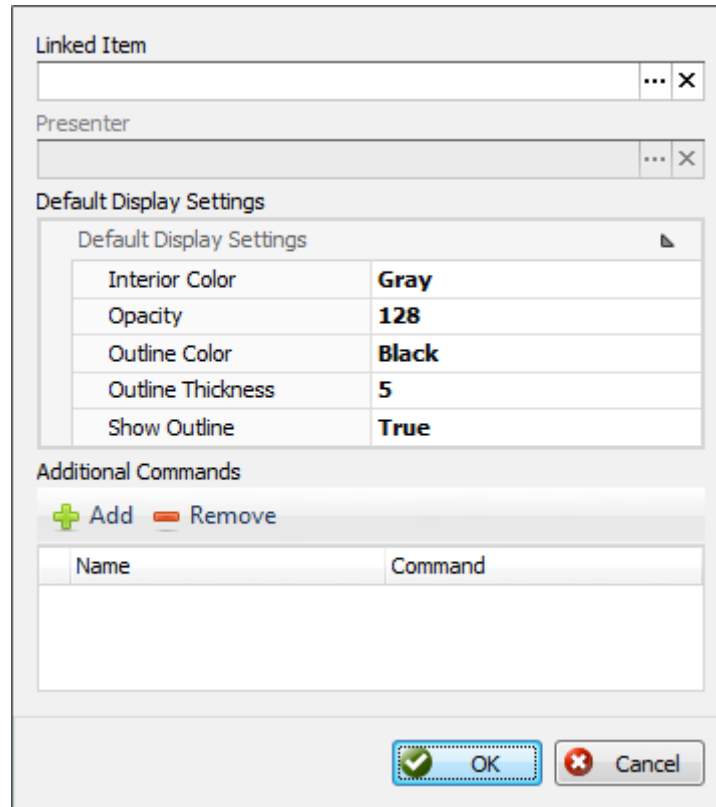 Linked Item
Presenter
Default Display Settings
Default Display Settings
Interior Color Gray
Opacity 128
Outline Color Black
Outline Thickness 5
Show Outline True
Additional Commands
Add Remove
Name Command
OK Cancel